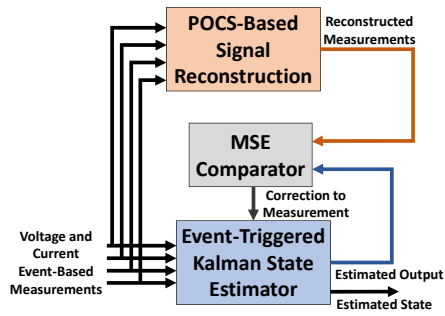 POCS-Based
Signal
Reconstruction
Reconstructed
Measurements
MSE
Comparator
Correction to
Measurement
Voltage and
Current
Event-Based
Measurements
Event-Triggered
Kalman State
Estimator
Estimated Output
Estimated State